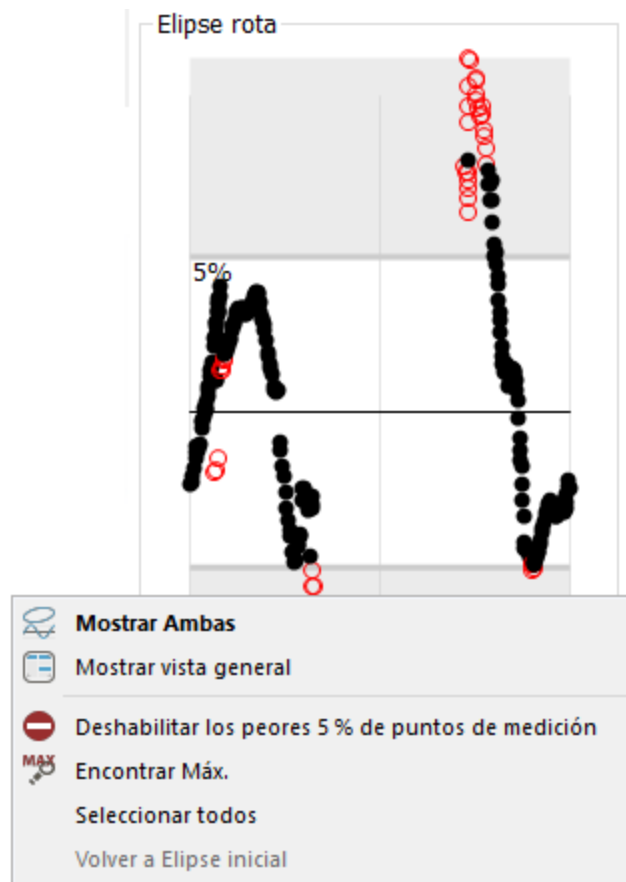 Elipse rota
5%
Mostrar Ambas
Mostrar vista general
Deshabilitar los peores 5 % de puntos de medición
MAX
Encontrar Máx.
Seleccionar todos
Volver a Elipse inicial